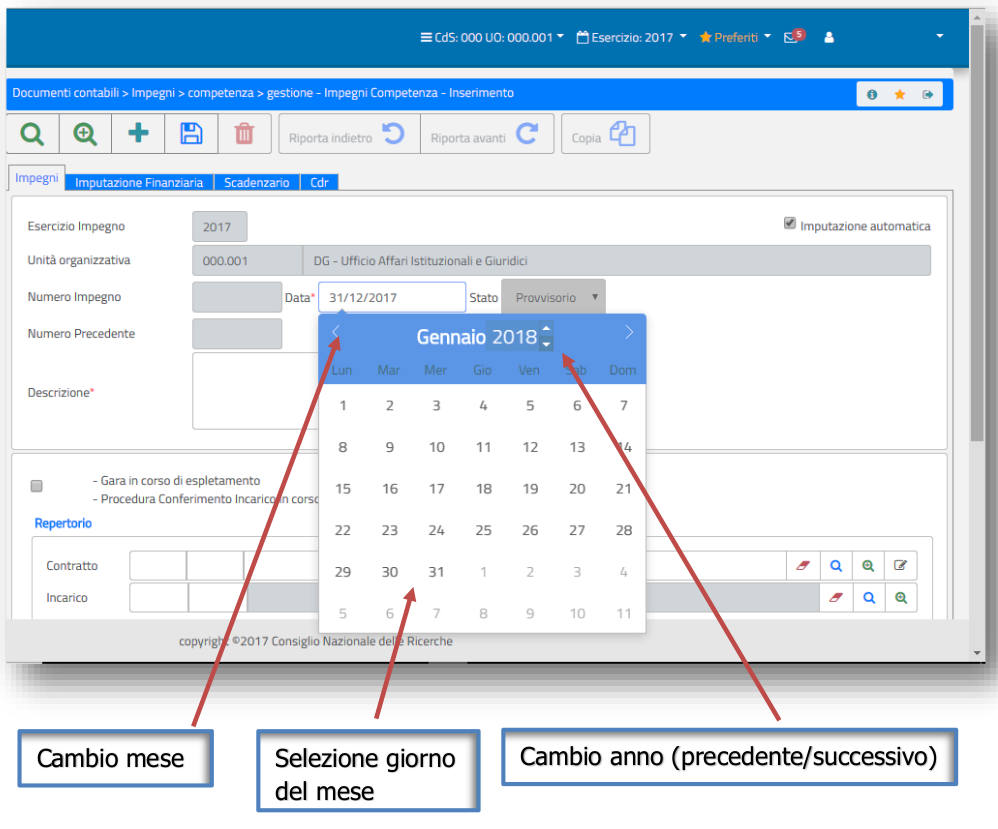 CdS: 000 UO: 000.001 Esercizio: 2017 Preferiti 5
Documenti contabili > Impegni > competenza > gestione - Impegni Competenza - Inserimento
Riporta indietro Riporta avanti Copia
Impegni Imputazione Finanziaria Scadenzario Cdr
Esercizio Impegno 2017 Imputazione automatica
Unità organizzativa 000.001 DG - Ufficio Affari Istituzionali e Giuridici
Numero Impegno Data* 31/12/2017 Stato Provvisorio
Numero Precedente
Gennaio 2018
Lun Mar Mer Gio Ven Sab Dom
Descrizione*
1 2 3 4 5 6 7
8 9 10 11 12 13 14
- Gara in corso di espletamento
15 16 17 18 19 20 21
- Procedura Conferimento Incarico in corso
Repertorio
22 23 24 25 26 27 28
Contratto
29 30 31 1 2 3 4
Incarico
5 6 7 8 9 10 11
copyright ©2017 Consiglio Nazionale delle Ricerche
Cambio mese
Selezione giorno
del mese
Cambio anno (precedente/successivo)